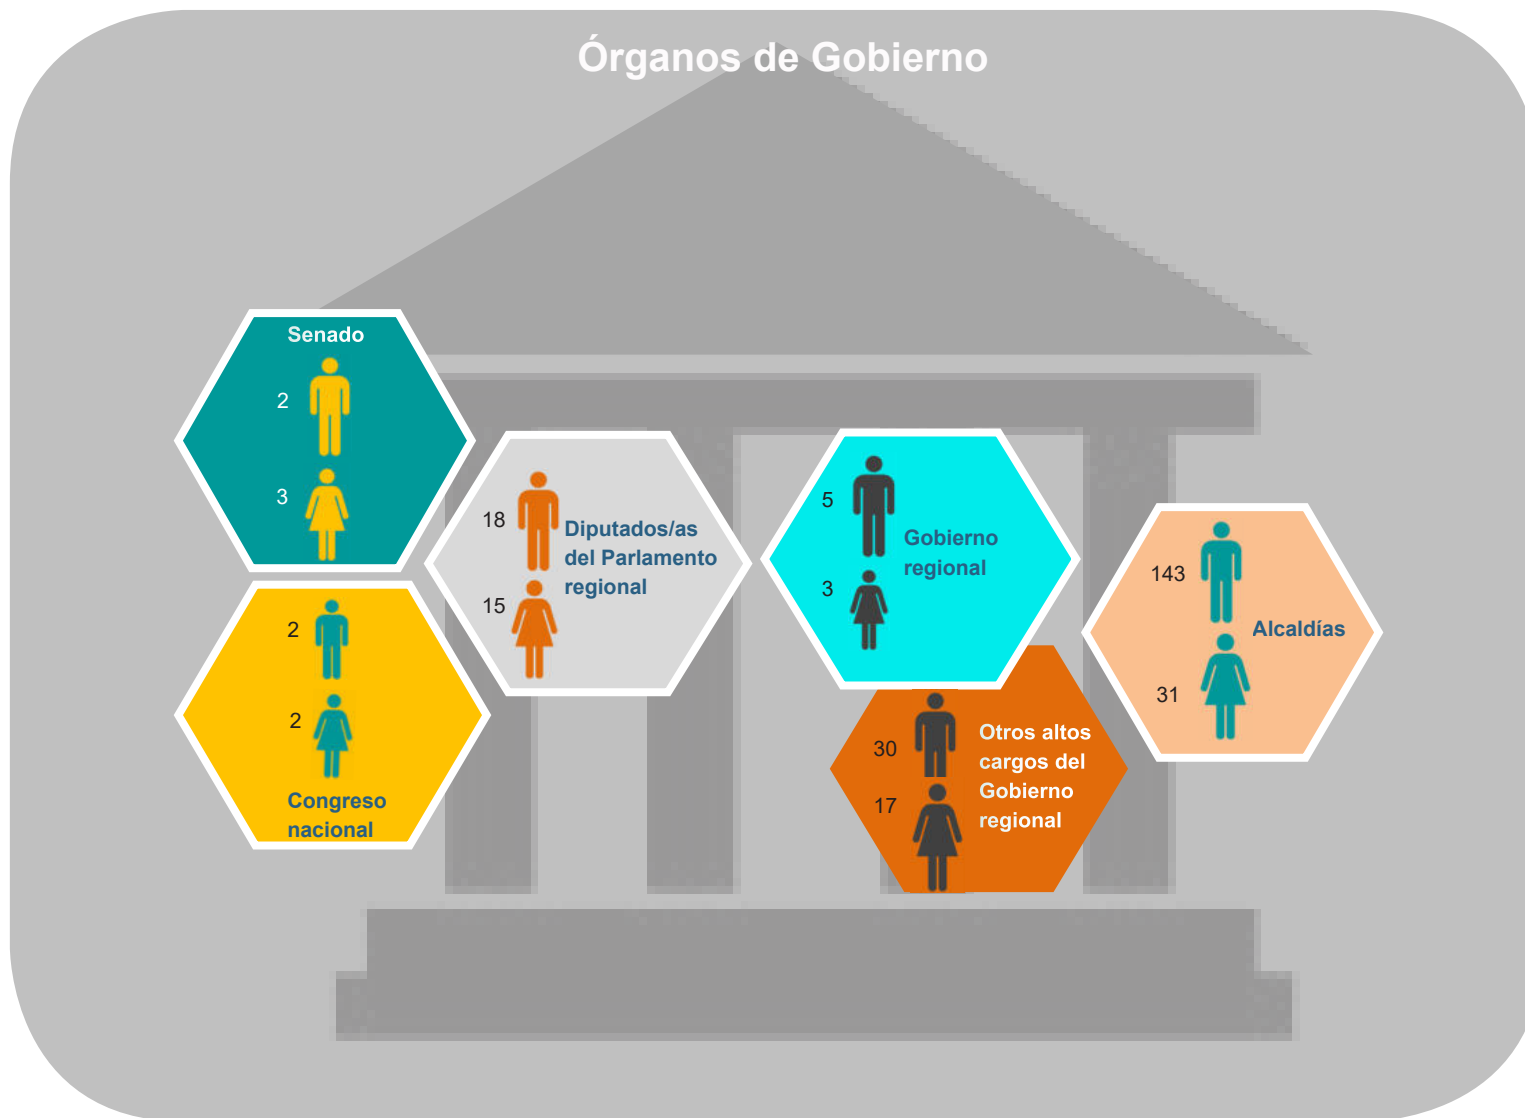 Órganos de Gobierno
Senado
2
3
2
2
Congreso
nacional
18
15
Diputados/as
del Parlamento
regional
5
3
Gobierno
regional
30
17
Otros altos
cargos del
Gobierno
regional
143
31
Alcaldías